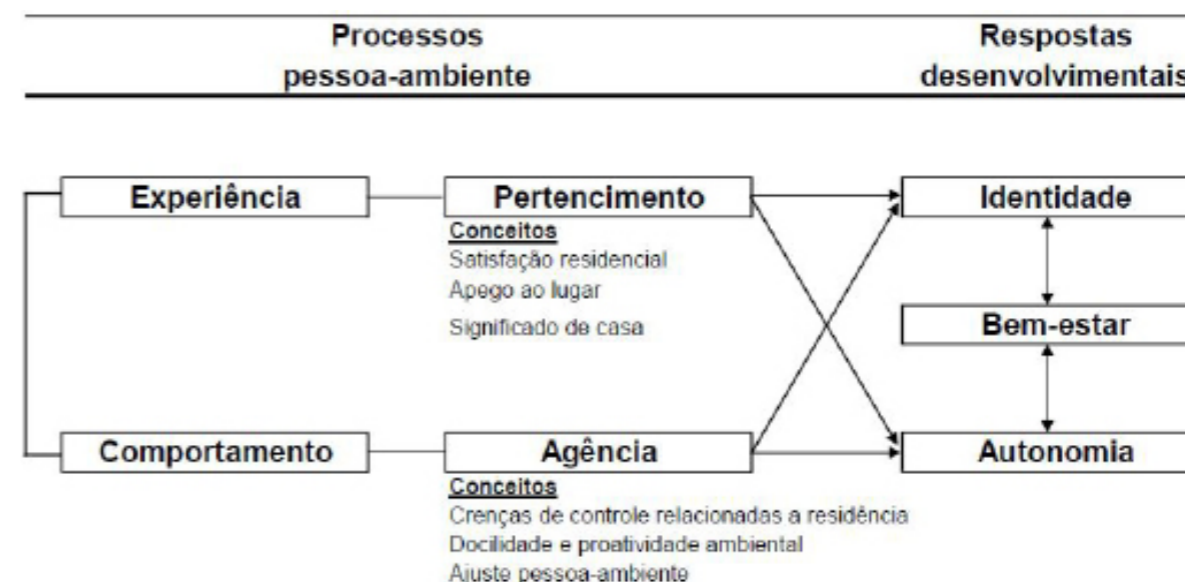 Processos
pessoa-ambiente
Respostas
desenvolvimentais
Experiência
Pertencimento
Identidade
Conceitos
Satisfação residencial
Apego ao lugar
Significado de casa
Bem-estar
Comportamento
Agência
Autonomia
Conceitos
Crenças de controle relacionadas a residência
Docilidade e proatividade ambiental
Ajuste pessoa-ambiente